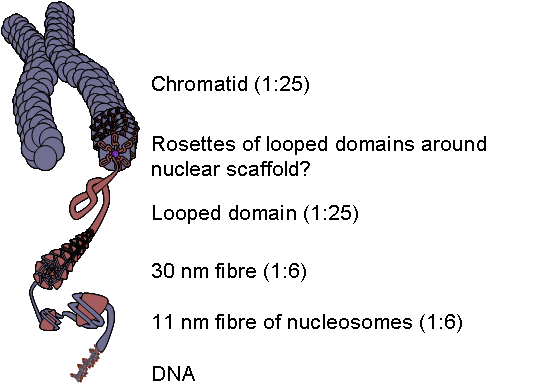 Chromatid (1:25)
Rosettes of looped domains around
nuclear scaffold?
Looped domain (1:25)
30 nm fibre (1:6)
11 nm fibre of nucleosomes (1:6)
DNA